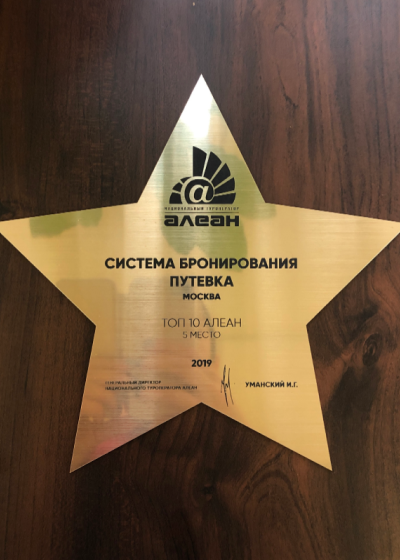 @
НАЦИОНАЛЬНЫЙ ТУРОПЕРАТОР
алеан
СИСТЕМА БРОНИРОВАНИЯ
ПУТЕВКА
МОСКВА
ТОП 10 АЛЕАН
5 МЕСТО
2019
ГЕНЕРАЛЬНЫЙ ДИРЕКТОР
НАЦИОНАЛЬНОГО ТУРОПЕРАТОРА АЛЕАН
УМАНСКИЙ И.Г.